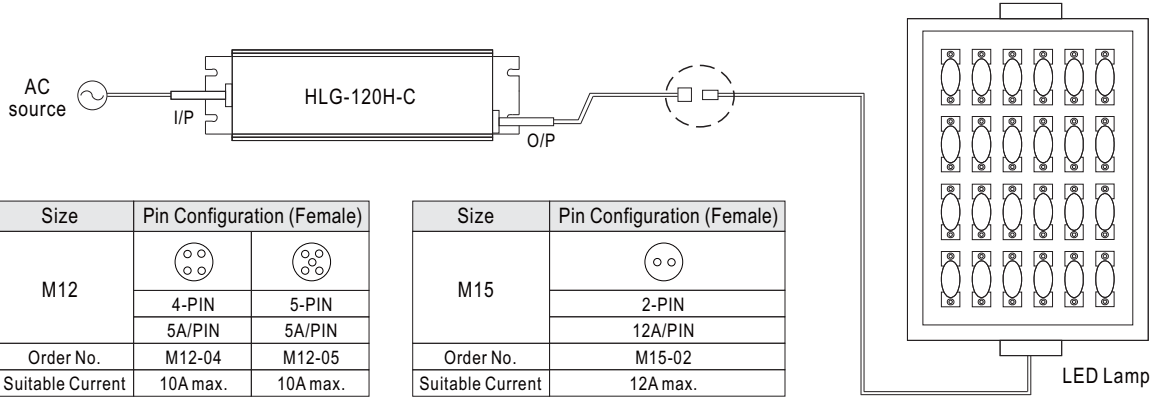 AC
source
I/P
HLG-120H-C
O/P
LED Lamp
Size Pin Configuration (Female)
M12
4-PIN 5-PIN
5A/PIN 5A/PIN
Order No. M12-04 M12-05
Suitable Current 10A max. 10A max.
Size Pin Configuration (Female)
M15
2-PIN
12A/PIN
Order No. M15-02
Suitable Current 12A max.